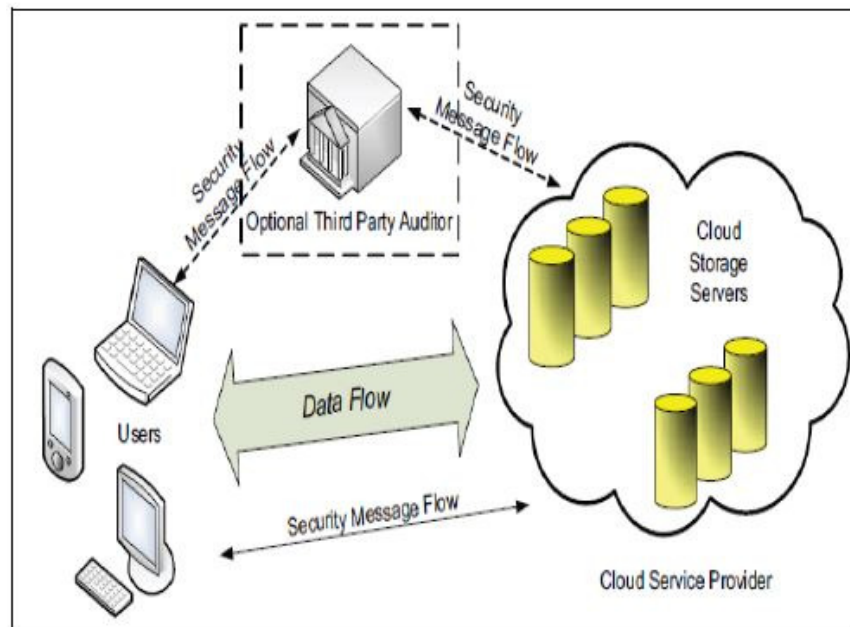 Security
Message Flow
Security
Message Flow
Optional Third Party Auditor
Cloud
Storage
Servers
Users
Data Flow
Security Message Flow
Cloud Service Provider